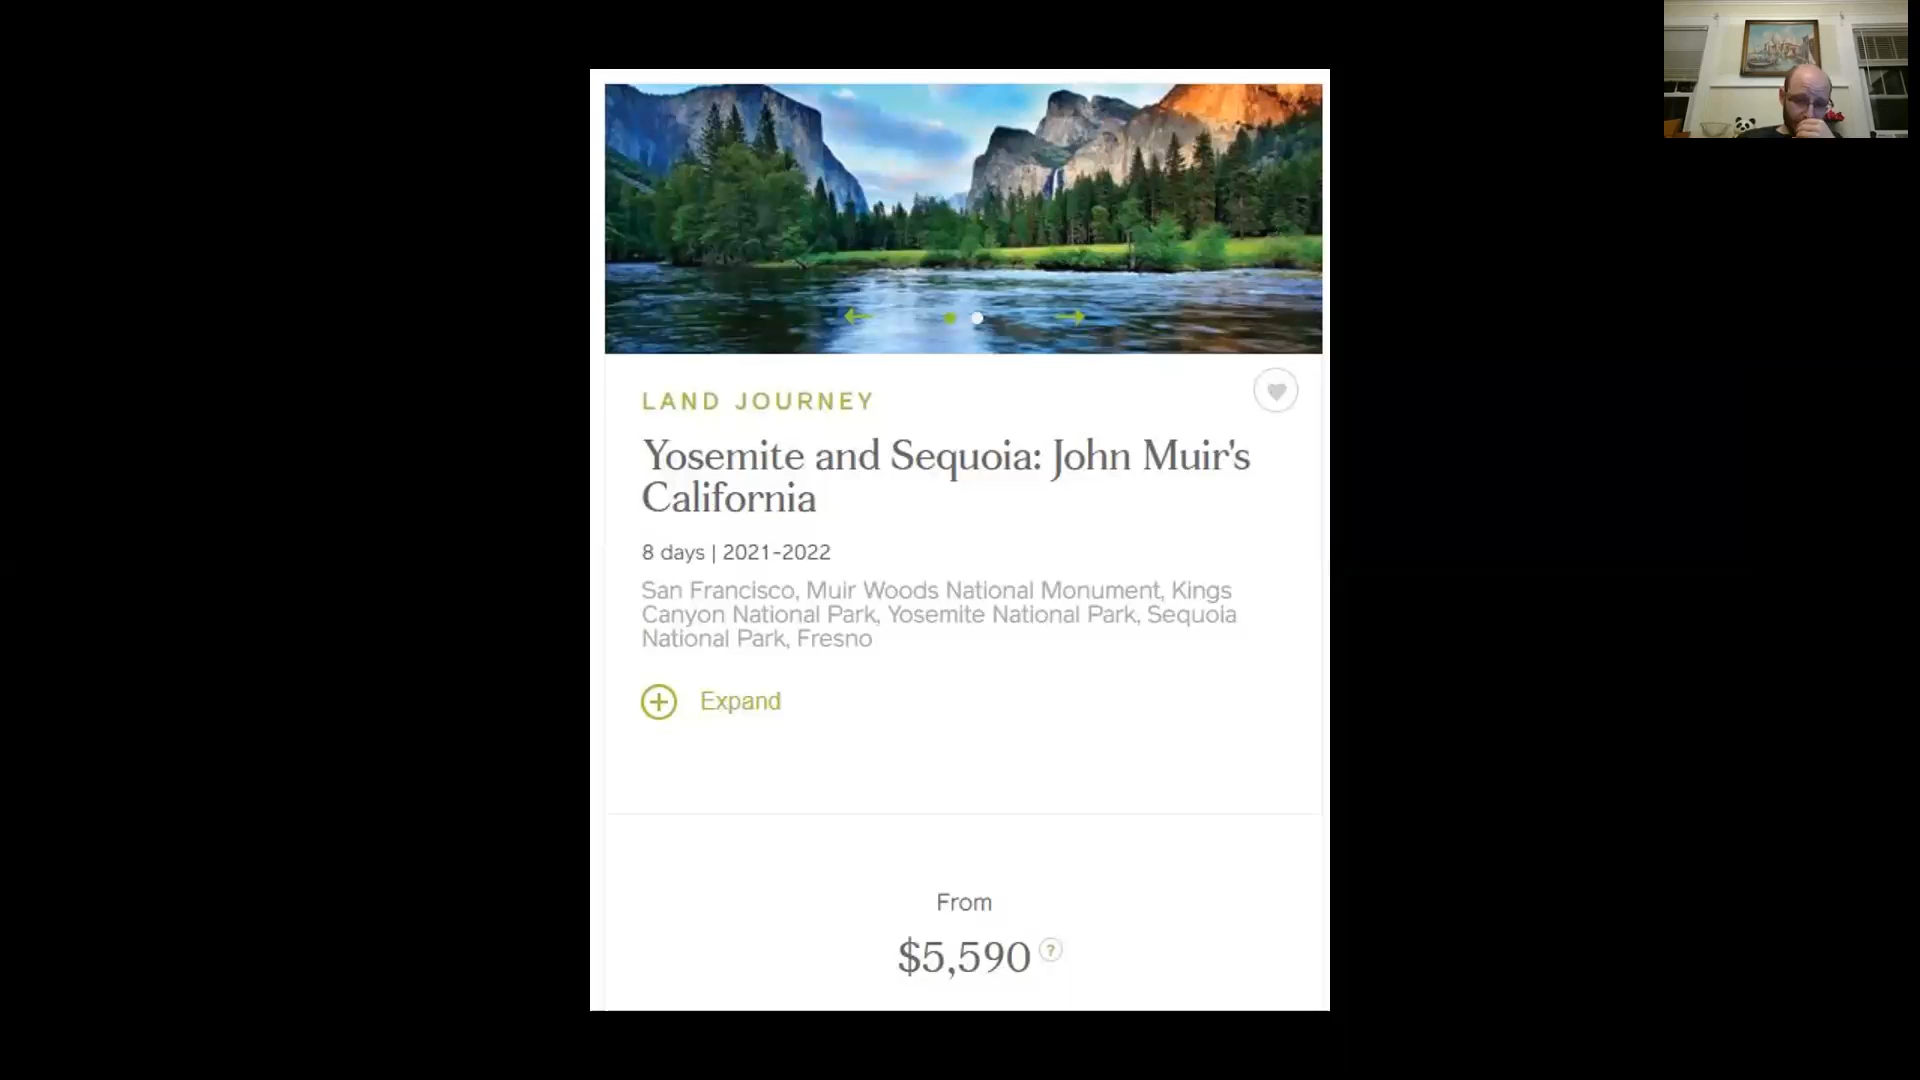 LAND JOURNEY
Yosemite and Sequoia: John Muir's
California
8 days | 2021-2022
San Francisco, Muir Woods National Monument, Kings
Canyon National Park, Yosemite National Park, Sequoia
National Park, Fresno
Expand
From
$5,590 ?